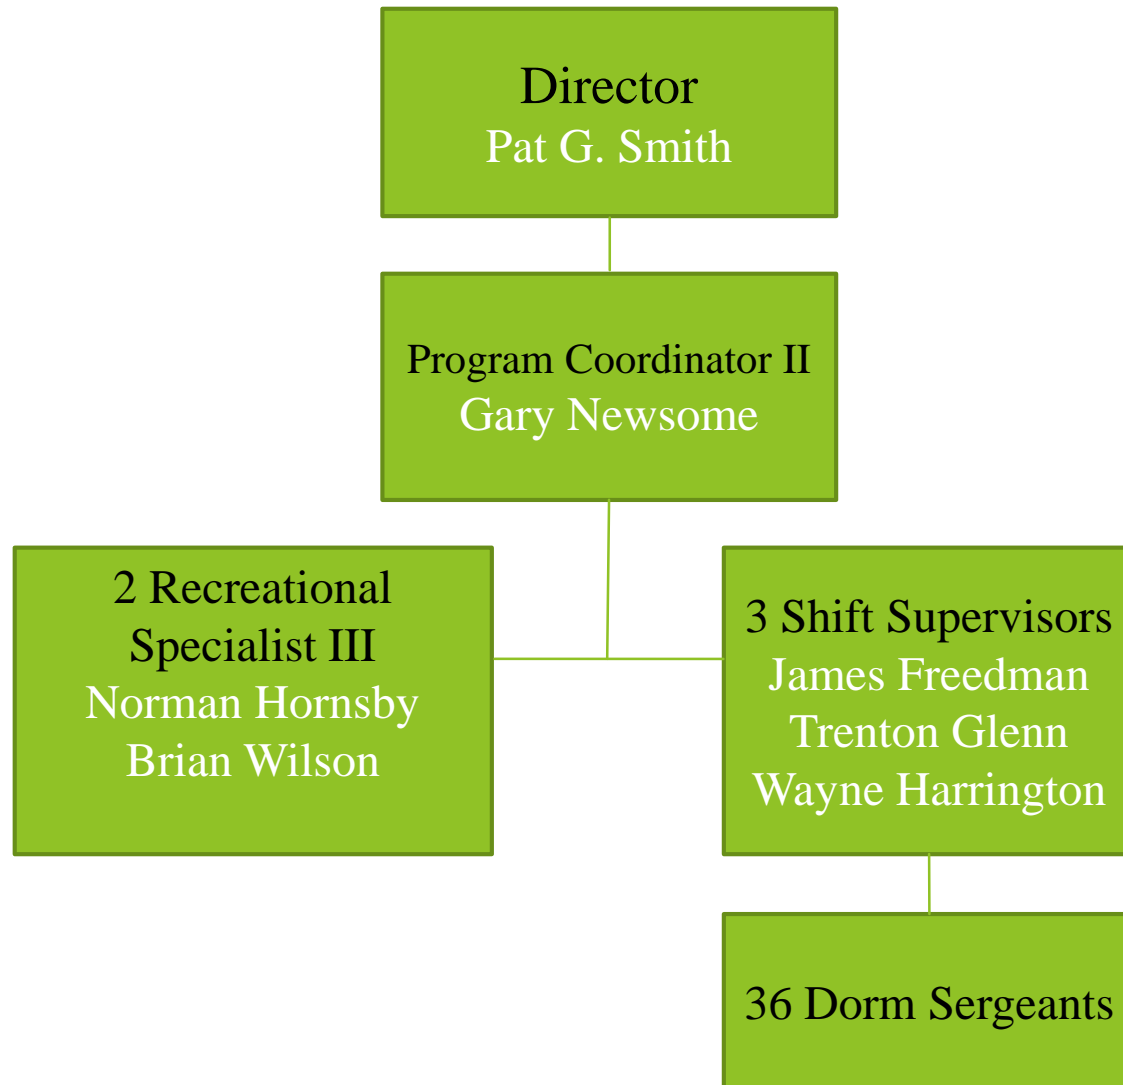 Director
Pat G. Smith
Program Coordinator II
Gary Newsome
2 Recreational
Specialist III
Norman Hornsby
Brian Wilson
3 Shift Supervisors
James Freedman
Trenton Glenn
Wayne Harrington
36 Dorm Sergeants